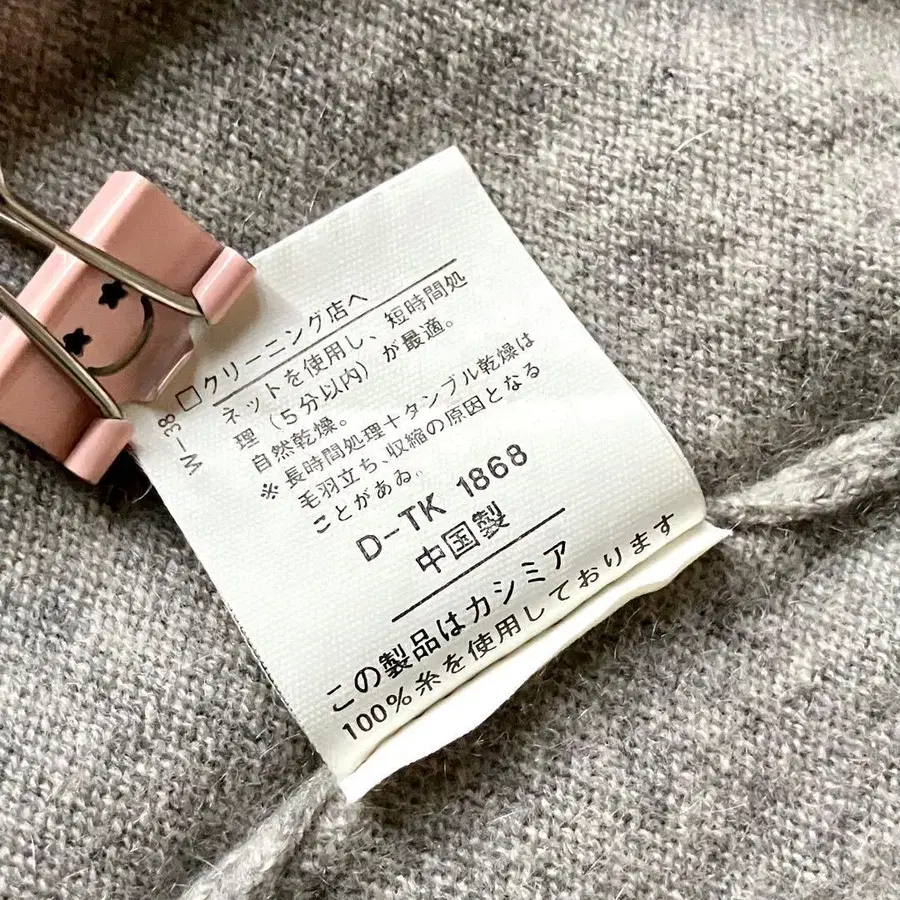 W-38
□クリーニング店へ
ネットを使用し、短時間処
理（5分以内）が最適。
自然乾燥。
※長時間処理＋タンブル乾燥は
毛羽立ち、収縮の原因となる
ことがあゐ。
D-TK 1868
中国製
この製品はカシミア
100%糸を使用しております